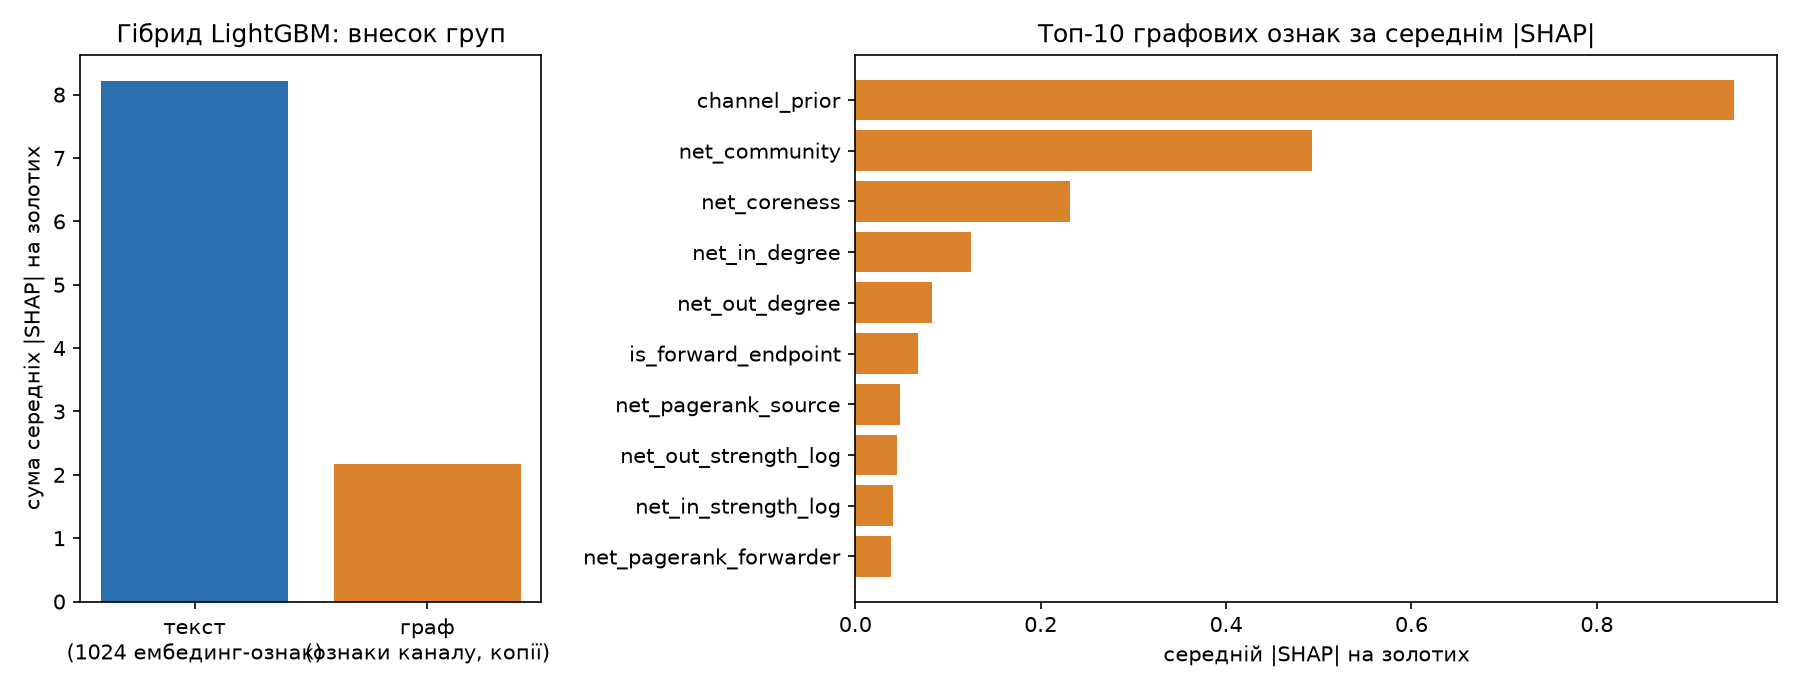 Гібрид LightGBM: внесок груп
сума середніх |SHAP| на золотих
8
7
6
5
4
3
2
1
0
текст
(1024 ембединг-ознак)
граф
(ознаки каналу, копії)
Топ-10 графових ознак за середнім |SHAP|
channel_prior
net_community
net_coreness
net_in_degree
net_out_degree
is_forward_endpoint
net_pagerank_source
net_out_strength_log
net_in_strength_log
net_pagerank_forwarder
0.0 0.2 0.4 0.6 0.8
середній |SHAP| на золотих